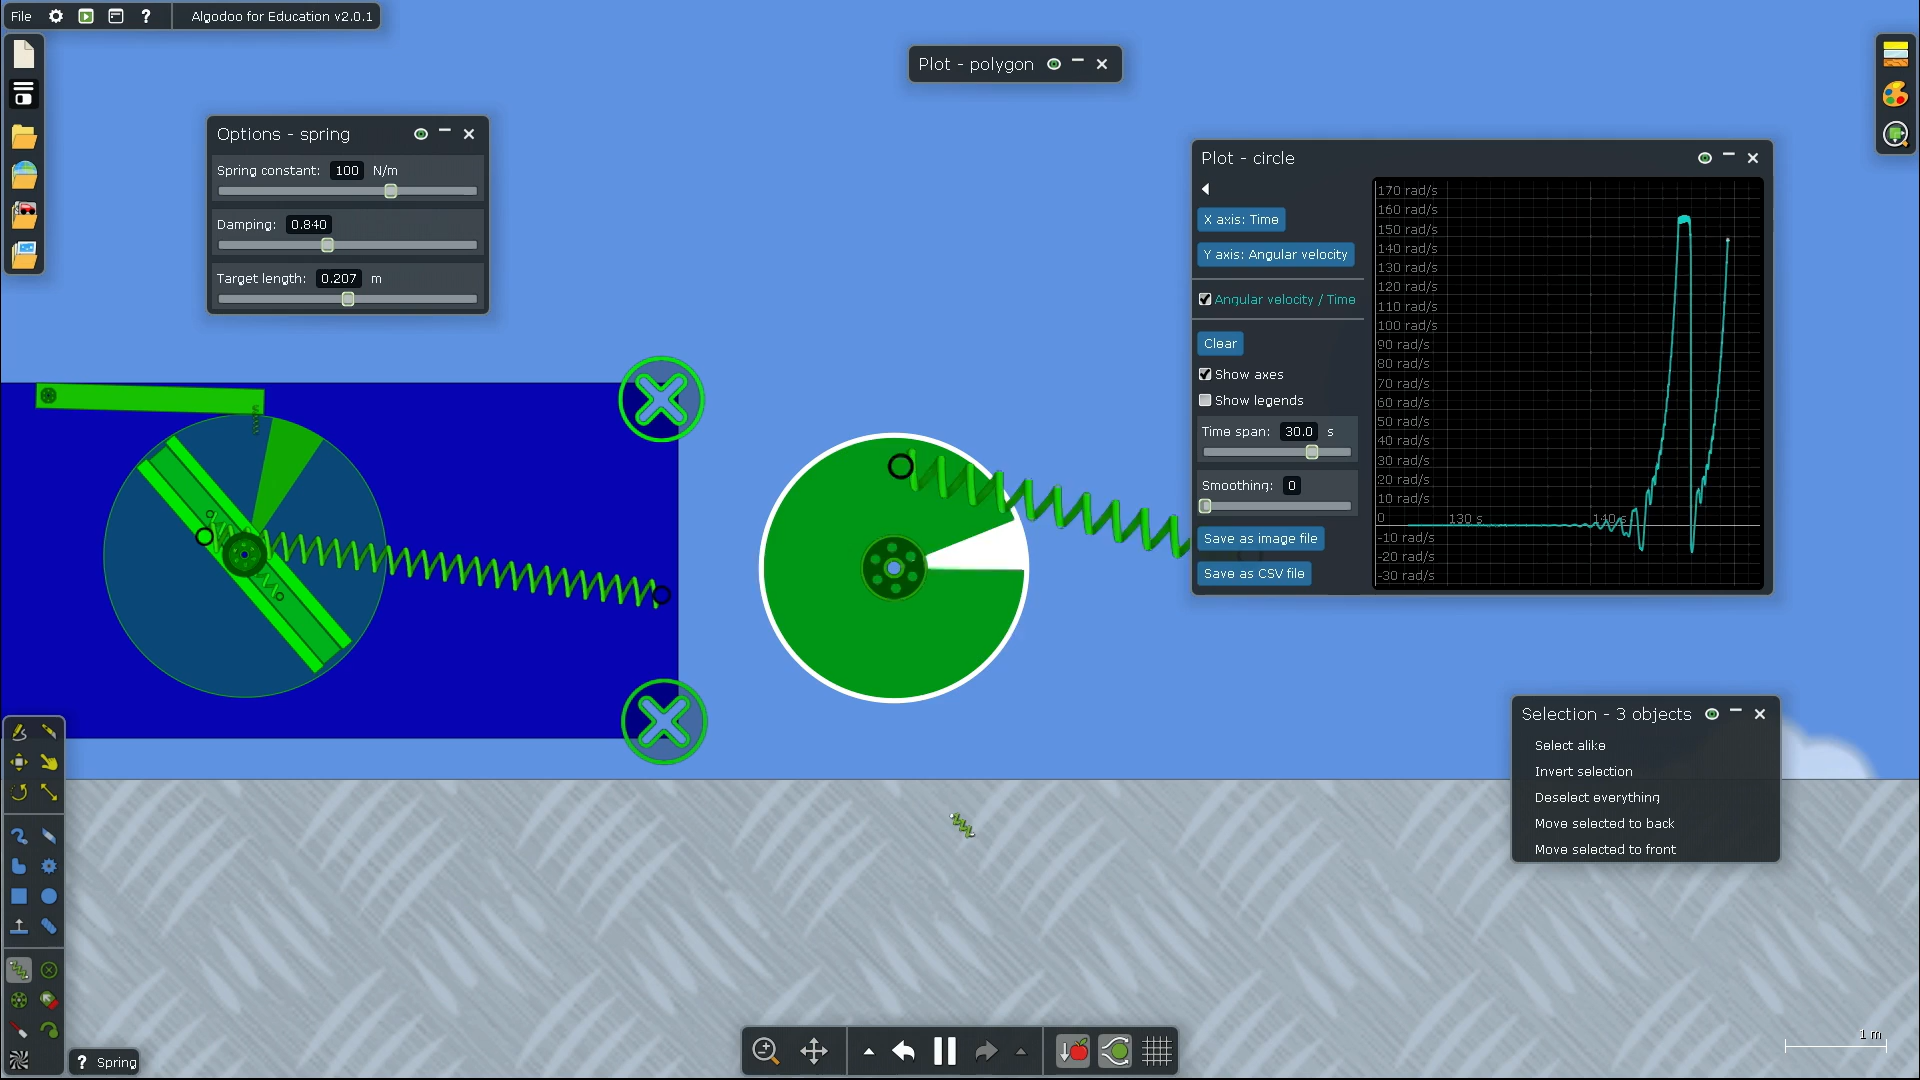 File ? Algodoo for Education v2.0.1
Plot - polygon
Options - spring
Spring constant: 100 N/m
Damping: 0.840
Target length: 0.207 m
Plot - circle
X axis: Time
Y axis: Angular velocity
Angular velocity / Time
Clear
Show axes
Show legends
Time span: 30.0 s
Smoothing: 0
Save as image file
Save as CSV file
170 rad/s
160 rad/s
150 rad/s
140 rad/s
130 rad/s
120 rad/s
110 rad/s
100 rad/s
90 rad/s
80 rad/s
70 rad/s
60 rad/s
50 rad/s
40 rad/s
30 rad/s
20 rad/s
10 rad/s
0 130 s 140 s
-10 rad/s
-20 rad/s
-30 rad/s
Selection - 3 objects
Select alike
Invert selection
Deselect everything
Move selected to back
Move selected to front
? Spring
1 m